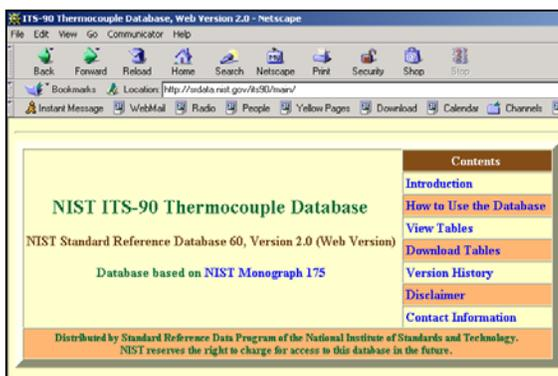 ITS-90 Thermocouple Database, Web Version 2.0 - Netscape
File Edit View Go Communicator Help
Back Forward Reload Home Search Netscape Print Security Shop Stop
Bookmarks Location: http://srdata.nist.gov/its90/main/
Instant Message WebMail Radio People Yellow Pages Download Calendar Channels
NIST ITS-90 Thermocouple Database
NIST Standard Reference Database 60, Version 2.0 (Web Version)
Database based on NIST Monograph 175
Contents
Introduction
How to Use the Database
View Tables
Download Tables
Version History
Disclaimer
Contact Information
Distributed by Standard Reference Data Program of the National Institute of Standards and Technology.
NIST reserves the right to charge for access to this database in the future.